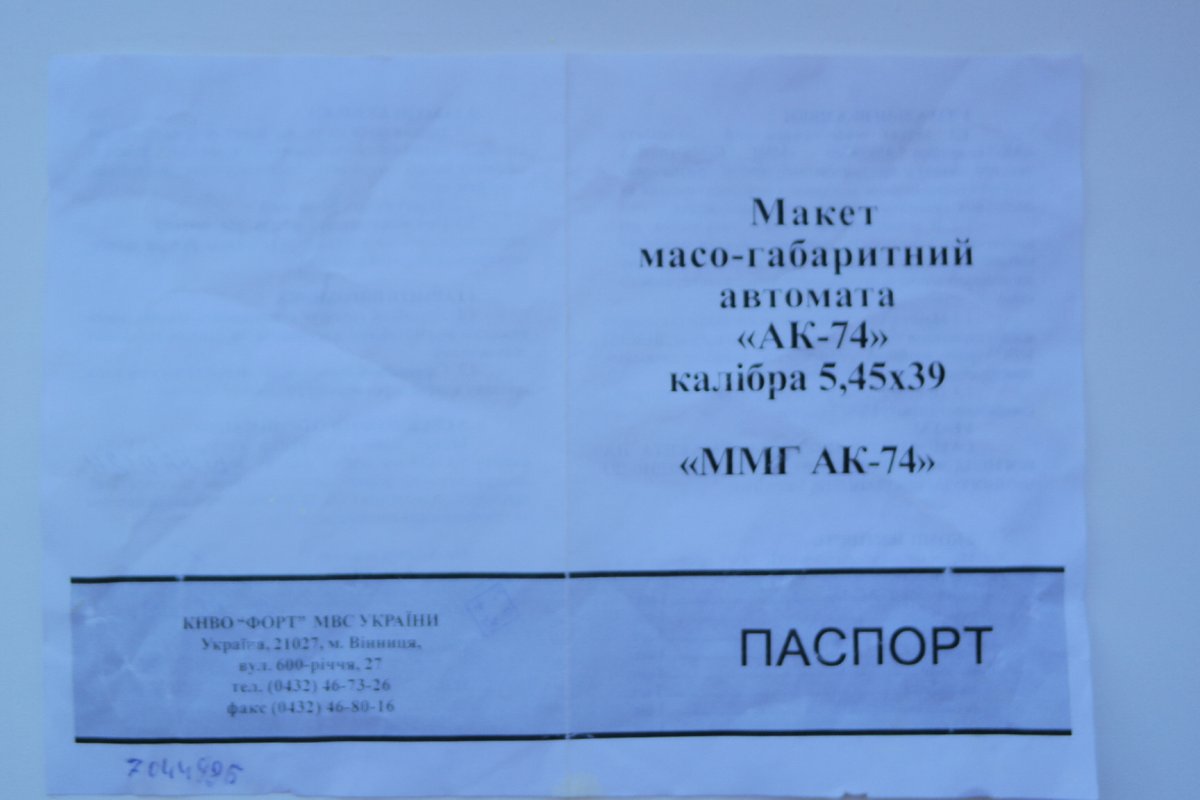 Макет
масо-габаритний
автомата
«АК-74»
калібра 5,45х39
«ММГ АК-74»
КНВО "ФОРТ" МВС УКРАЇНИ
Україна, 21027, м. Вінниця,
вул. 600-річчя, 27
тел. (0432) 46-73-26
факс (0432) 46-80-16
ПАСПОРТ